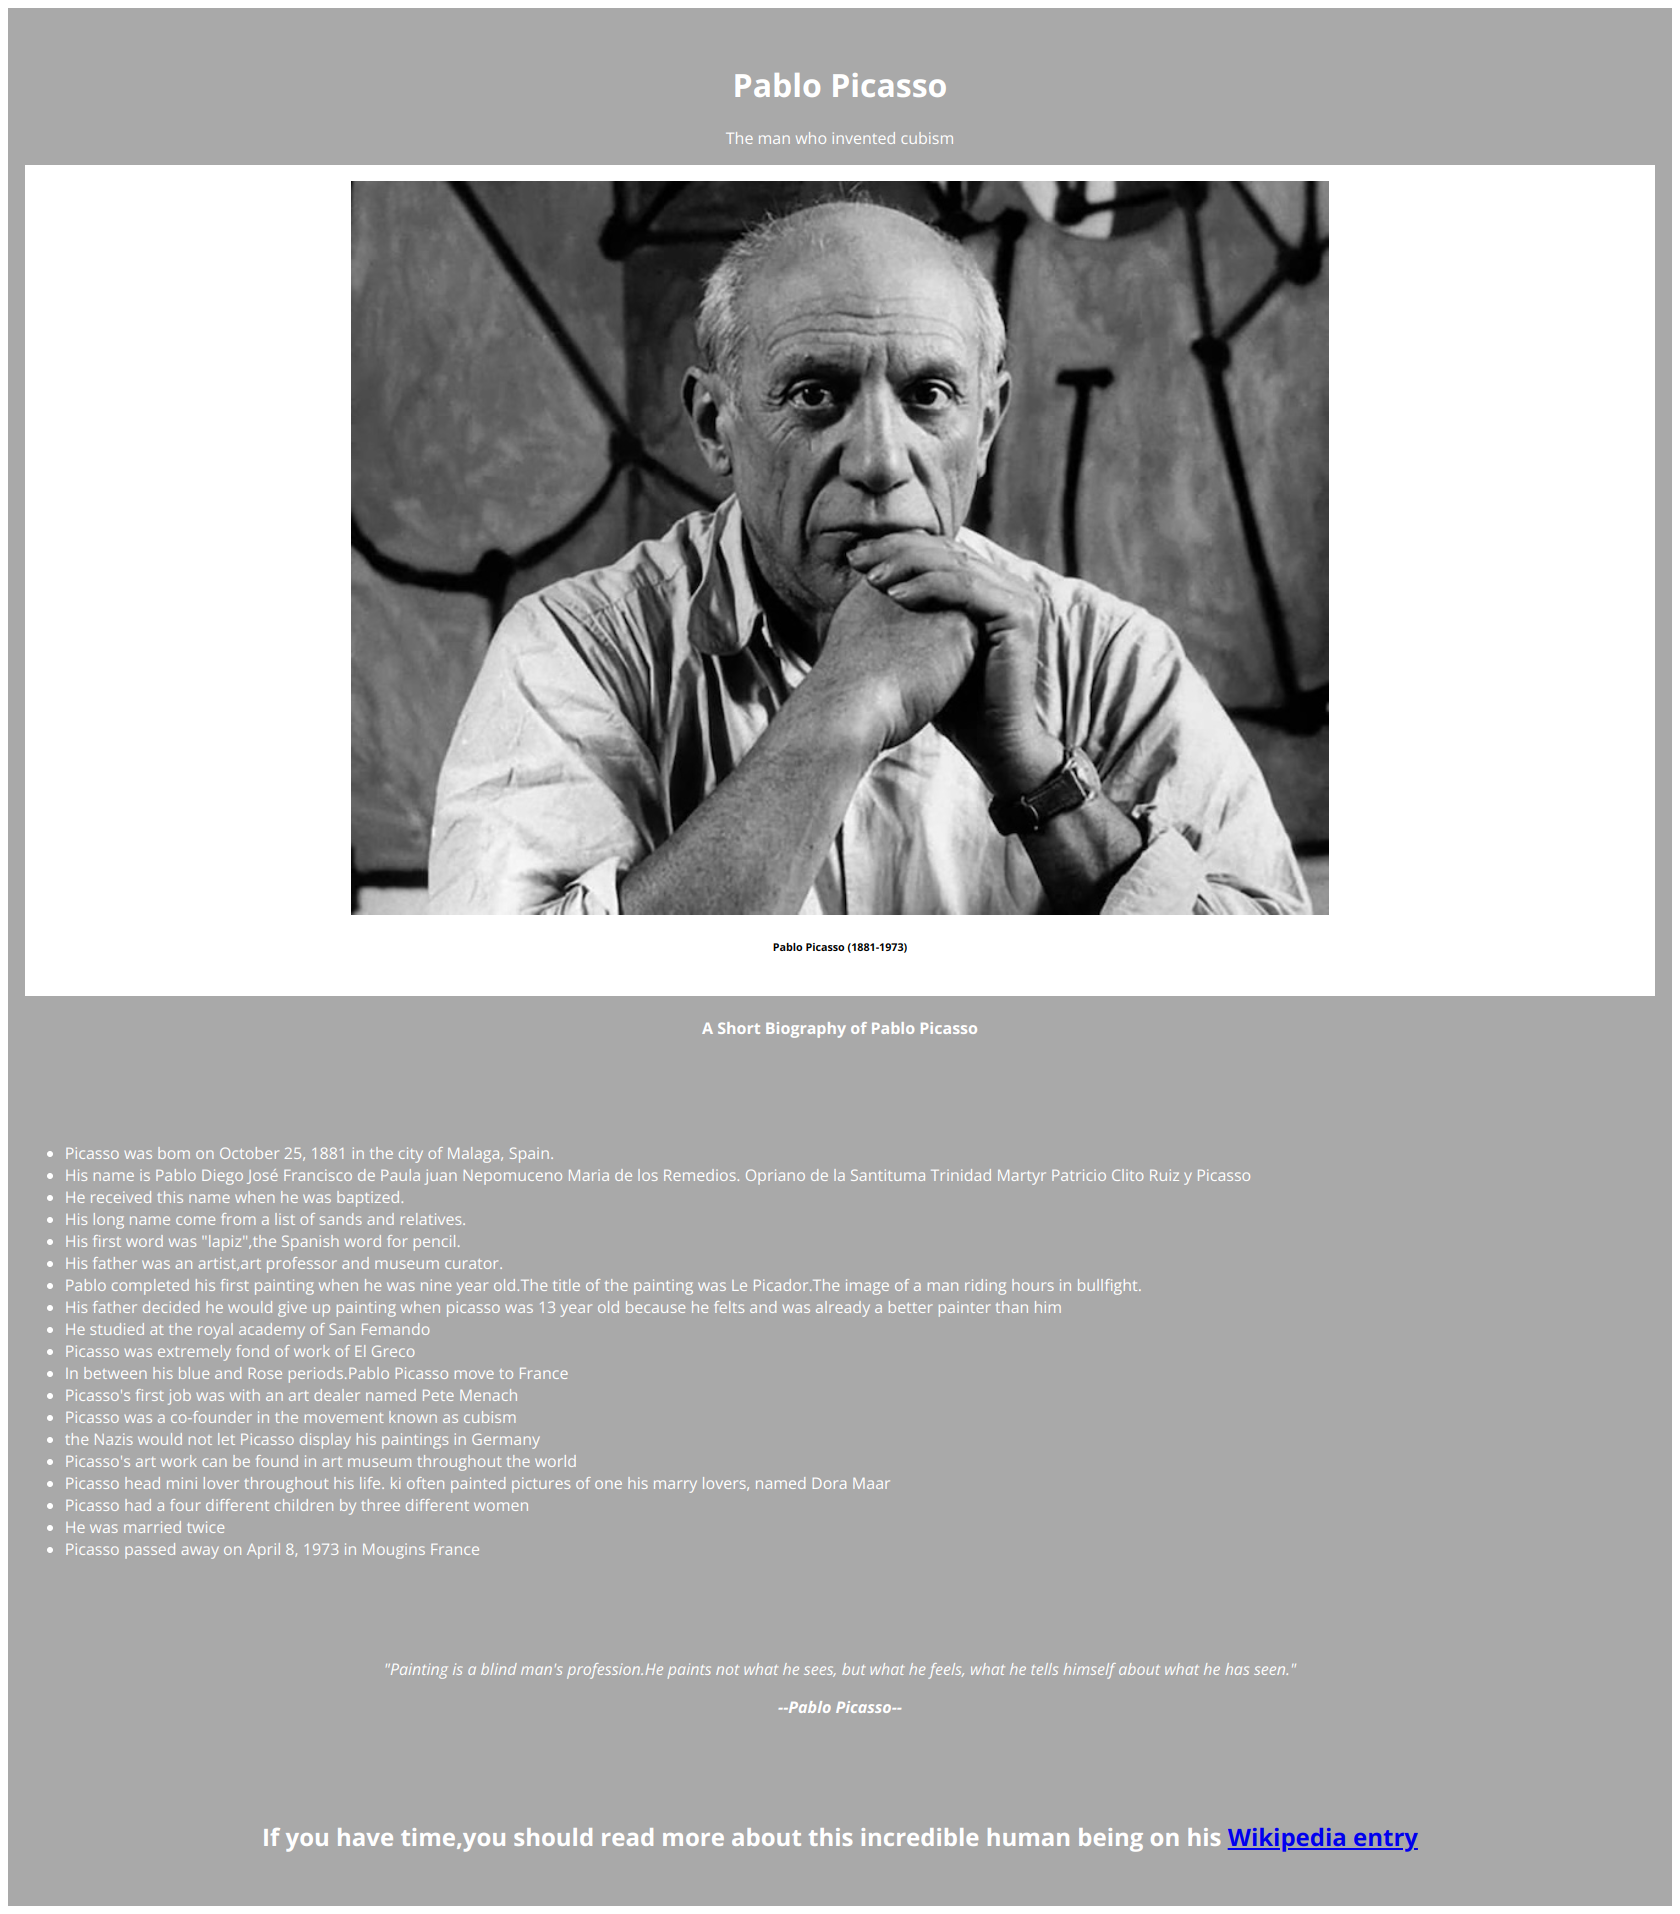 Pablo Picasso
The man who invented cubism
Pablo Picasso (1881-1973)
A Short Biography of Pablo Picasso
Picasso was bom on October 25, 1881 in the city of Malaga, Spain.
His name is Pablo Diego José Francisco de Paula juan Nepomuceno Maria de los Remedios. Opriano de la Santituma Trinidad Martyr Patricio Clito Ruiz y Picasso
He received this name when he was baptized.
His long name come from a list of sands and relatives.
His first word was "lapiz",the Spanish word for pencil.
His father was an artist,art professor and museum curator.
Pablo completed his first painting when he was nine year old.The title of the painting was Le Picador.The image of a man riding hours in bullfight.
His father decided he would give up painting when picasso was 13 year old because he felts and was already a better painter than him
He studied at the royal academy of San Femando
Picasso was extremely fond of work of El Greco
In between his blue and Rose periods.Pablo Picasso move to France
Picasso's first job was with an art dealer named Pete Menach
Picasso was a co-founder in the movement known as cubism
the Nazis would not let Picasso display his paintings in Germany
Picasso's art work can be found in art museum throughout the world
Picasso head mini lover throughout his life. ki often painted pictures of one his marry lovers, named Dora Maar
Picasso had a four different children by three different women
He was married twice
Picasso passed away on April 8, 1973 in Mougins France
"Painting is a blind man's profession.He paints not what he sees, but what he feels, what he tells himself about what he has seen."
--Pablo Picasso--
If you have time,you should read more about this incredible human being on his Wikipedia entry